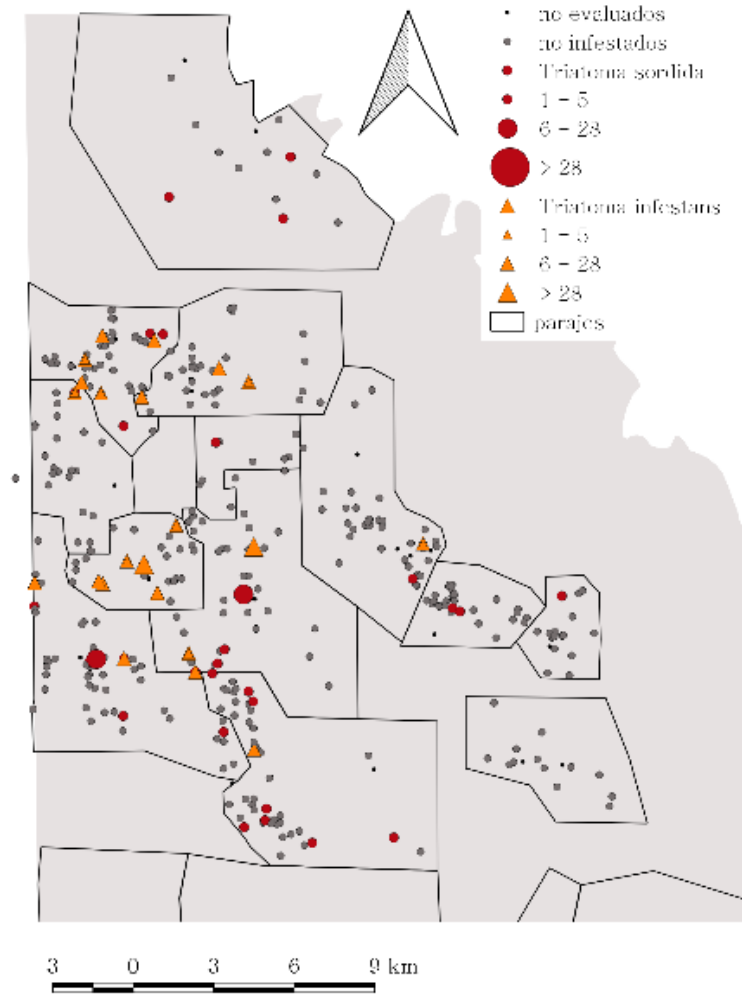 no evaluados
no infestados
Triatoma sordida
1 - 5
6 - 28
> 28
Triatoma infestans
1 - 5
6 - 28
> 28
parajes
3 0 3 6 9 km